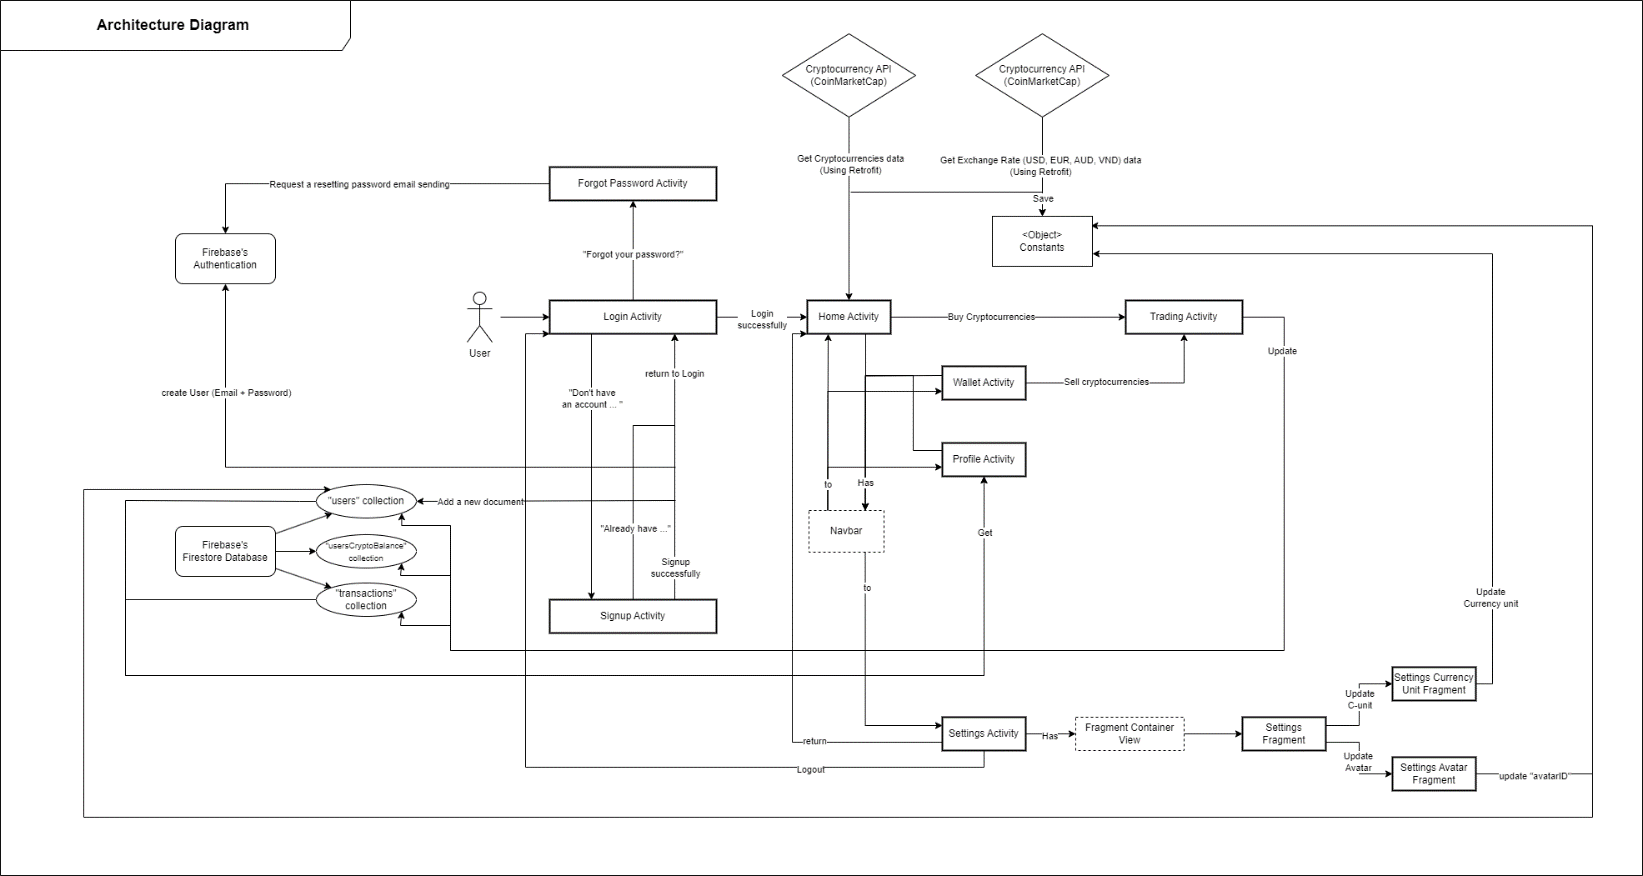 Architecture Diagram
Cryptocurrency API
(CoinMarketCap)
Cryptocurrency API
(CoinMarketCap)
Get Cryptocurrencies data
(Using Retrofit)
Get Exchange Rate (USD, EUR, AUD, VND) data
(Using Retrofit)
Save
<Object>
Constants
Request a resetting password email sending
Forgot Password Activity
Firebase's
Authentication
"Forgot your password?"
User
Login Activity
Login
successfully
Home Activity
Buy Cryptocurrencies
Trading Activity
Update
return to Login
"Don't have
an account ... "
create User (Email + Password)
Wallet Activity
Sell cryptocurrencies
Profile Activity
to
Has
Navbar
Get
"users" collection
Add a new document
"Already have ..."
Firebase's
Firestore Database
"usersCryptoBalance"
collection
"transactions"
collection
Signup
successfully
Signup Activity
to
Update
Currency unit
Settings Currency
Unit Fragment
Update
C-unit
Settings Activity
Has
Fragment Container
View
Settings
Fragment
return
Logout
Update
Avatar
Settings Avatar
Fragment
update "avatarID"